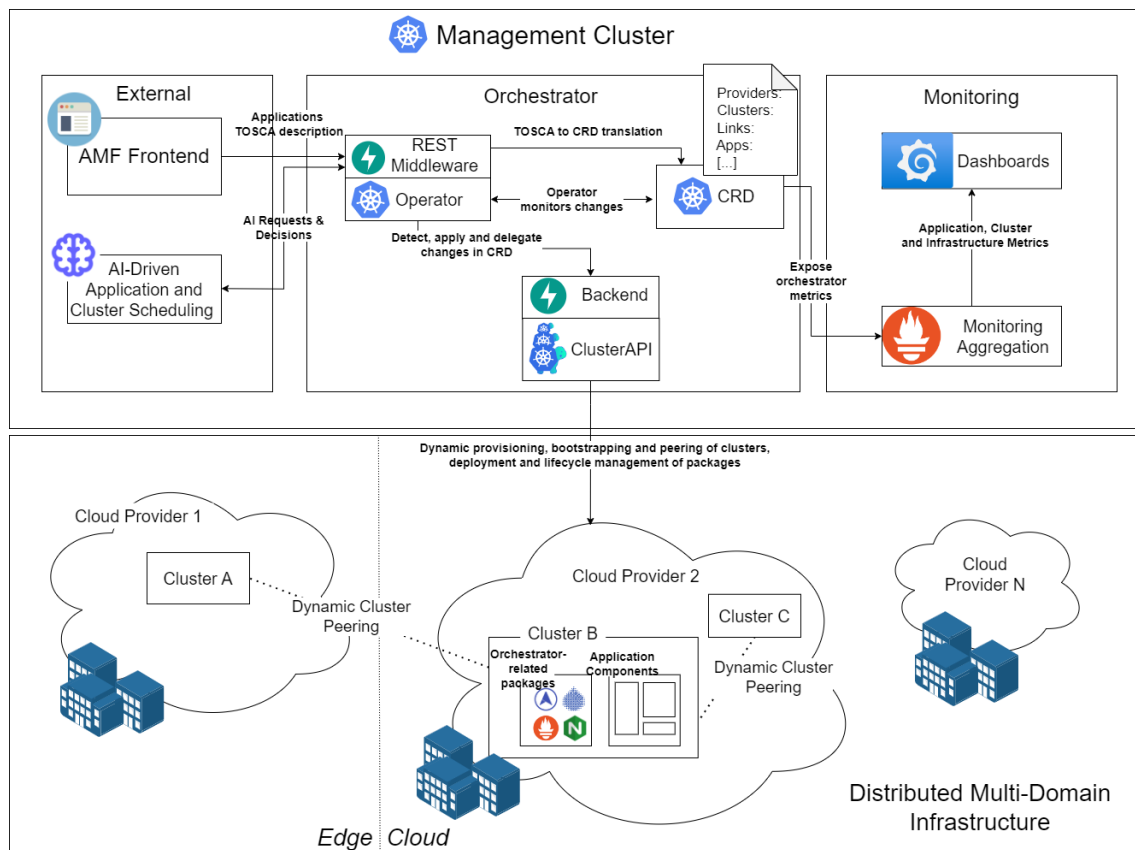 Management Cluster
External
AMF Frontend
Applications
TOSCA description
AI Requests &
Decisions
AI-Driven
Application and
Cluster Scheduling
Orchestrator
REST
Middleware
Operator
TOSCA to CRD translation
Operator
monitors changes
Providers:
Clusters:
Links:
Apps:
[...]
CRD
Detect, apply and delegate
changes in CRD
Backend
ClusterAPI
Expose
orchestrator
metrics
Monitoring
Dashboards
Application, Cluster
and Infrastructure Metrics
Monitoring
Aggregation
Dynamic provisioning, bootstrapping and peering of clusters,
deployment and lifecycle management of packages
Cloud Provider 1
Cluster A
Dynamic Cluster
Peering
Cloud Provider 2
Cluster B
Orchestrator-
related
packages
Application
Components
Cluster C
Dynamic Cluster
Peering
Cloud
Provider N
Distributed Multi-Domain
Infrastructure
Edge
Cloud